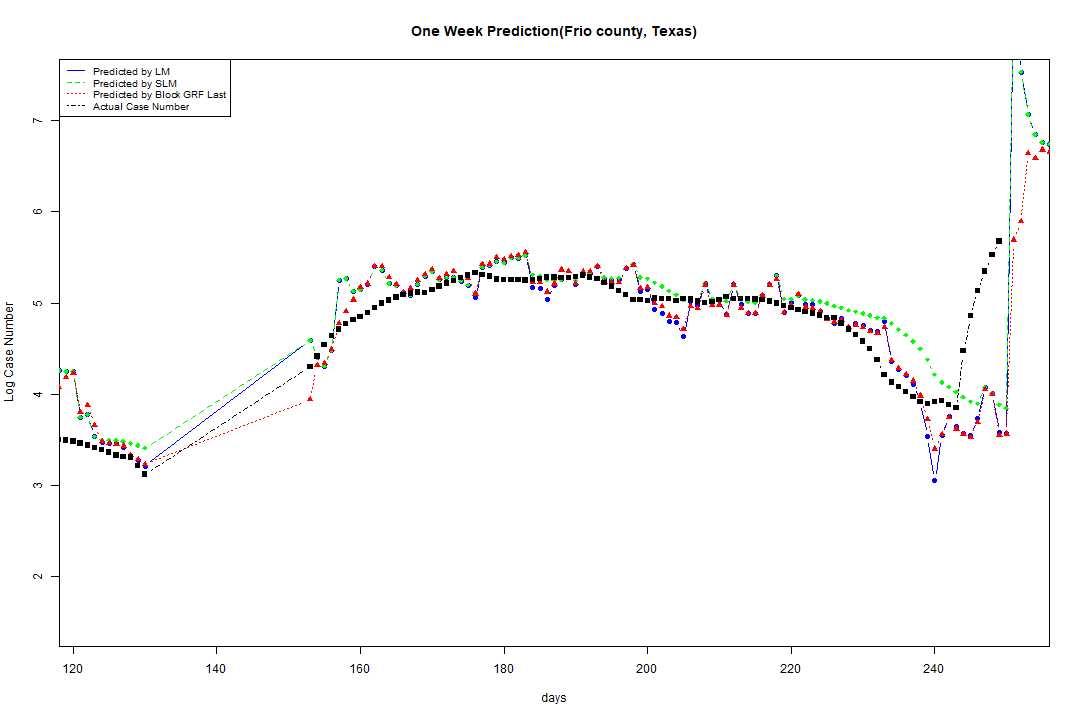 One Week Prediction(Frio county, Texas)
Predicted by LM
Predicted by SLM
Predicted by Block GRF Last
Actual Case Number
7
6
5
4
3
2
Log Case Number
120 140 160 180 200 220 240
days